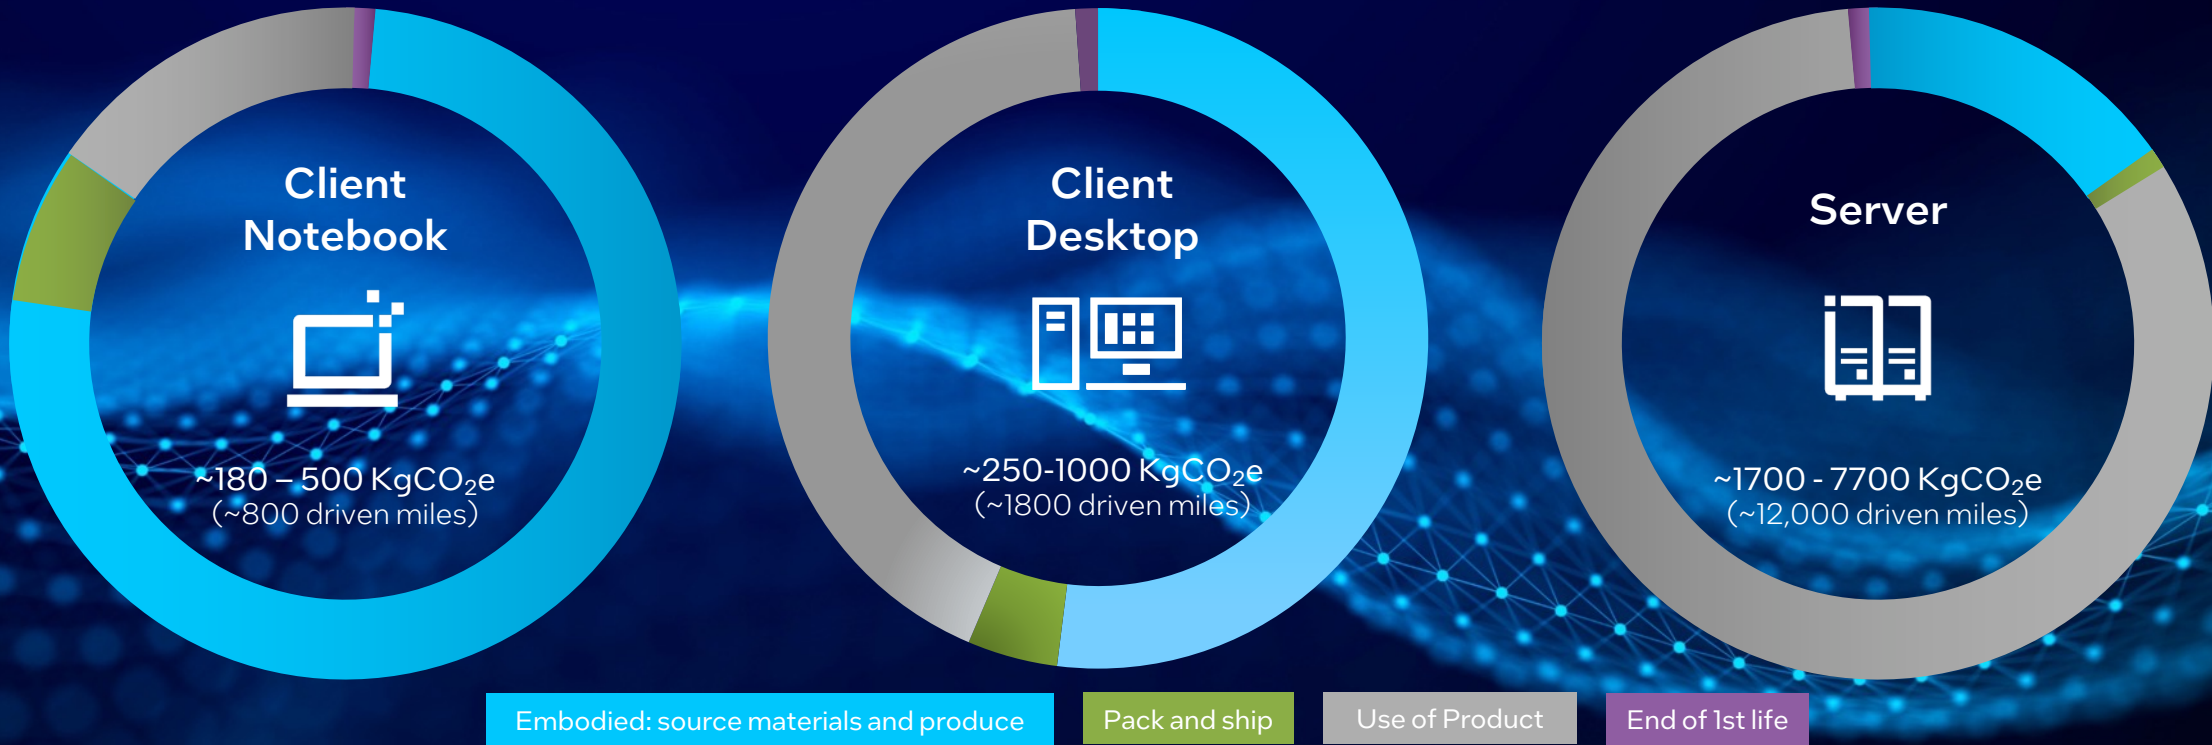 Client
Notebook
~180 – 500 KgCO₂e
(~800 driven miles)
Client
Desktop
~250-1000 KgCO₂e
(~1800 driven miles)
Server
~1700 - 7700 KgCO₂e
(~12,000 driven miles)
Embodied: source materials and produce
Pack and ship
Use of Product
End of 1st life